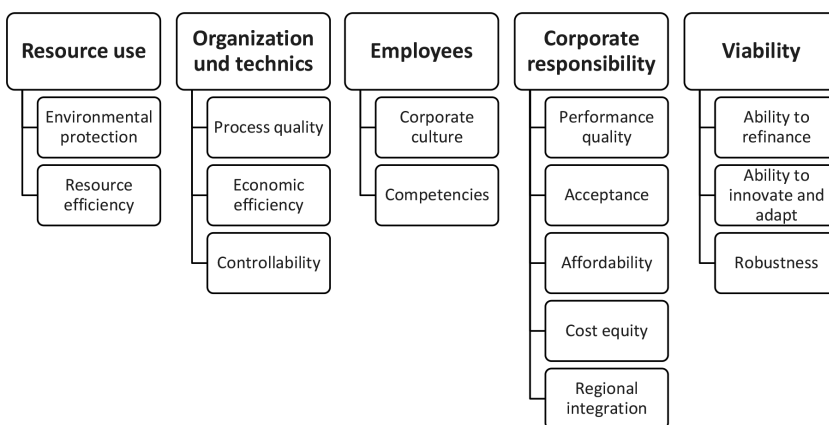 Resource use
Environmental
protection
Resource
efficiency
Organization
und technics
Process quality
Economic
efficiency
Controllability
Employees
Corporate
culture
Competencies
Corporate
responsibility
Performance
quality
Acceptance
Affordability
Cost equity
Regional
integration
Viability
Ability to
refinance
Ability to
innovate and
adapt
Robustness